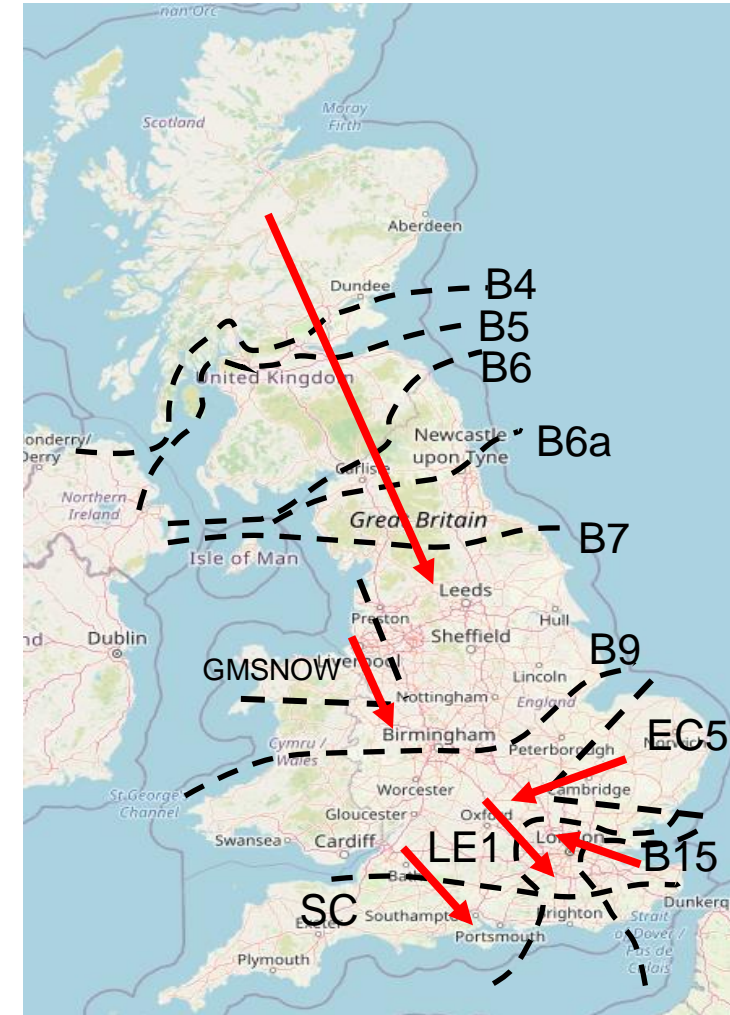 nan Orc
Moray
Firth
Scotland
Aberdeen
Dundee
B4
B5
B6
United Kingdom
Newcastle
upon Tyne
B6a
onderry/
Derry
Carlisle
Northern
Ireland
Great Britain
B7
Isle of Man
Leeds
Preston
Hull
Dublin
Sheffield
nd
GMSNOW
Liverpool
B9
Lincoln
Nottingham
England
Birmingham
EC5
Norwich
Cymru /
Wales
Peterborough
St George's
Channel
Worcester
Cambridge
Gloucester
Oxford
Swansea
Cardiff
LE1
London
B15
Bath
SC
Southampton
Brighton
Dunkerq
Exeter
Portsmouth
Strait
of Dover /
Pas de
Calais
Plymouth